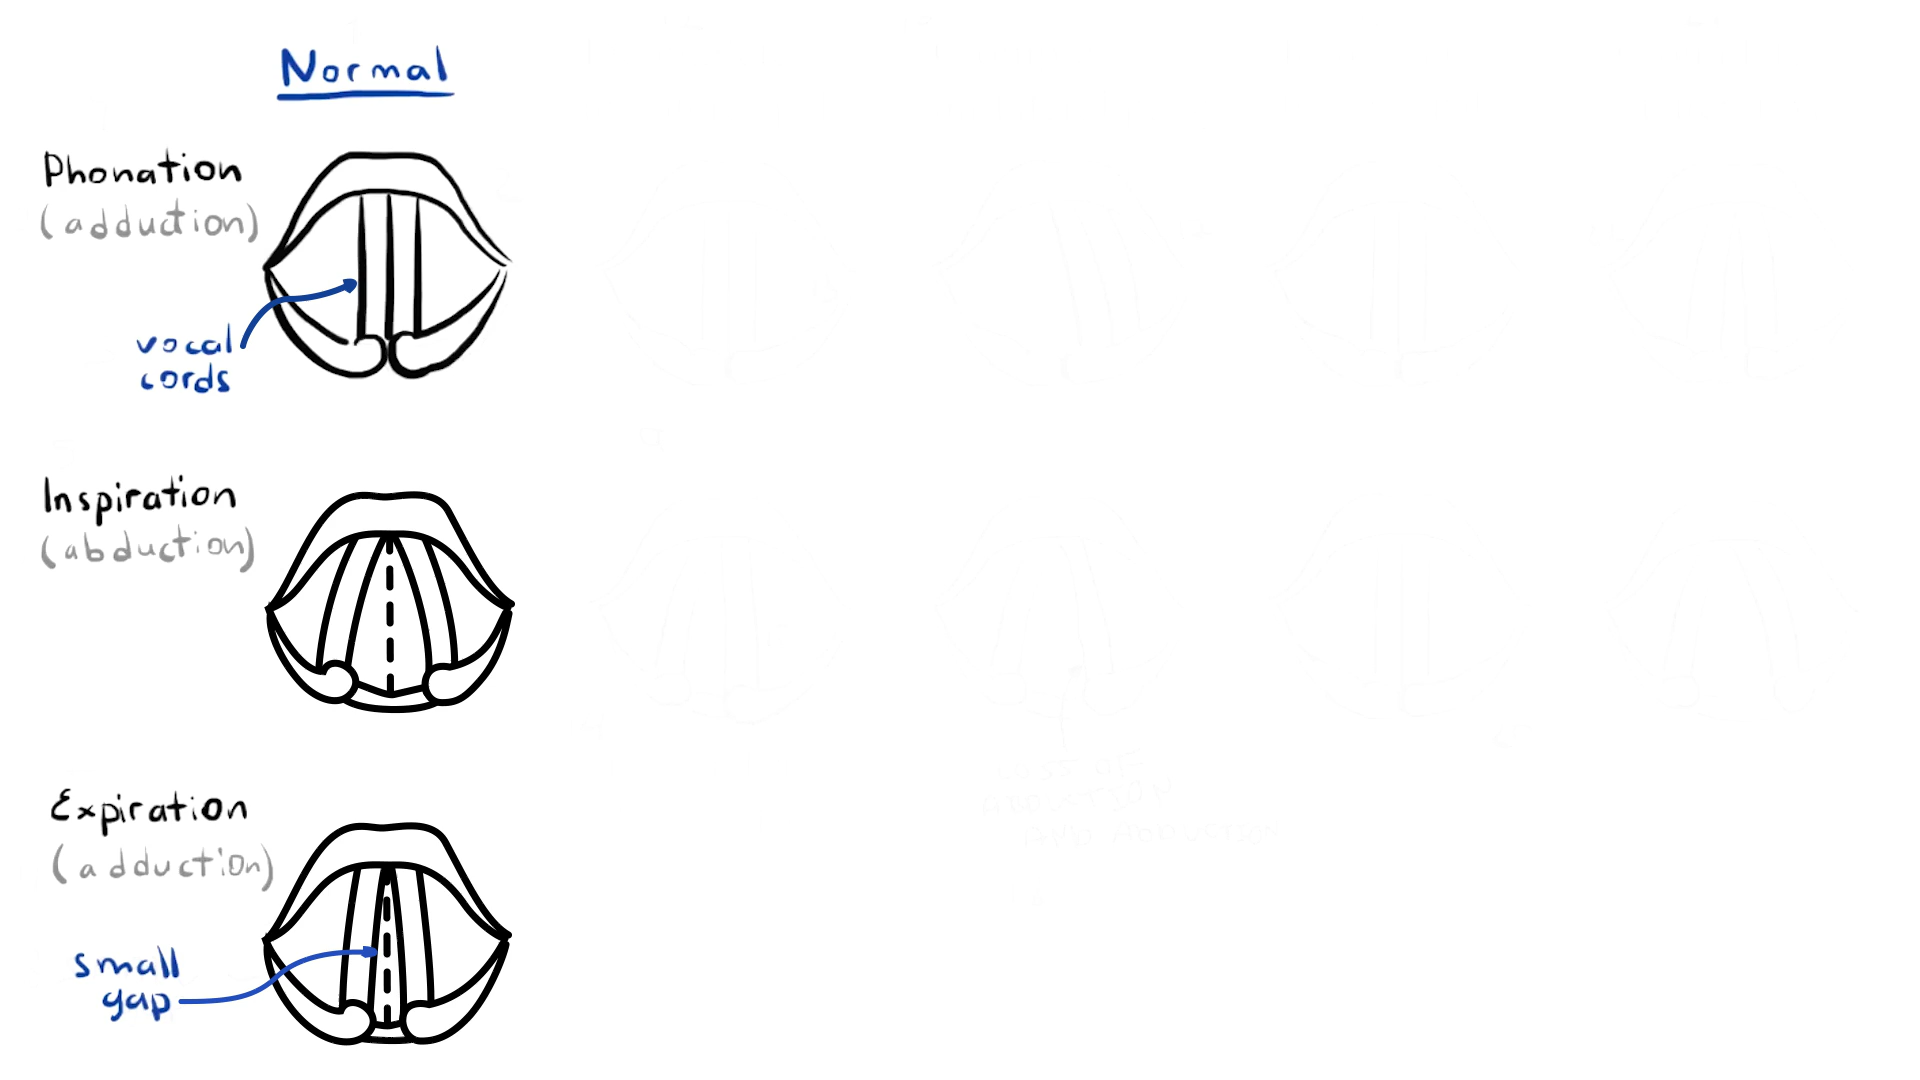 Normal
Phonation
(adduction)
vocal
cords
Inspiration
(abduction)
Expiration
(adduction)
small
gap